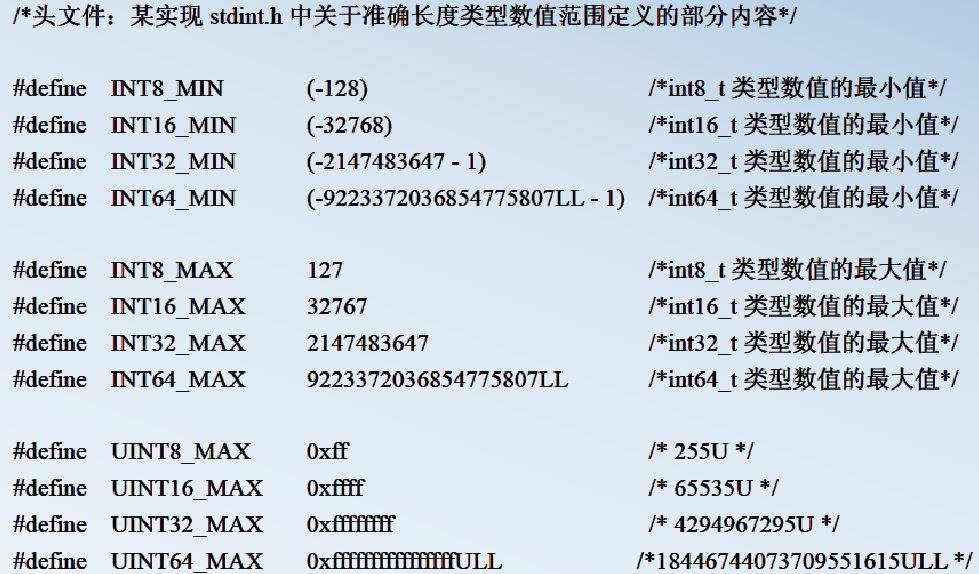 /*头文件：某实现 stdint.h 中关于准确长度类型数值范围定义的部分内容*/
#define INT8_MIN (-128) /*int8_t 类型数值的最小值*/
#define INT16_MIN (-32768) /*int16_t 类型数值的最小值*/
#define INT32_MIN (-2147483647 - 1) /*int32_t 类型数值的最小值*/
#define INT64_MIN (-9223372036854775807LL - 1) /*int64_t 类型数值的最小值*/
#define INT8_MAX 127 /*int8_t 类型数值的最大值*/
#define INT16_MAX 32767 /*int16_t 类型数值的最大值*/
#define INT32_MAX 2147483647 /*int32_t 类型数值的最大值*/
#define INT64_MAX 9223372036854775807LL /*int64_t 类型数值的最大值*/
#define UINT8_MAX 0xff /* 255U */
#define UINT16_MAX 0xffff /* 65535U */
#define UINT32_MAX 0xffffffff /* 4294967295U */
#define UINT64_MAX 0xffffffffffffffffULL /*18446744073709551615ULL */